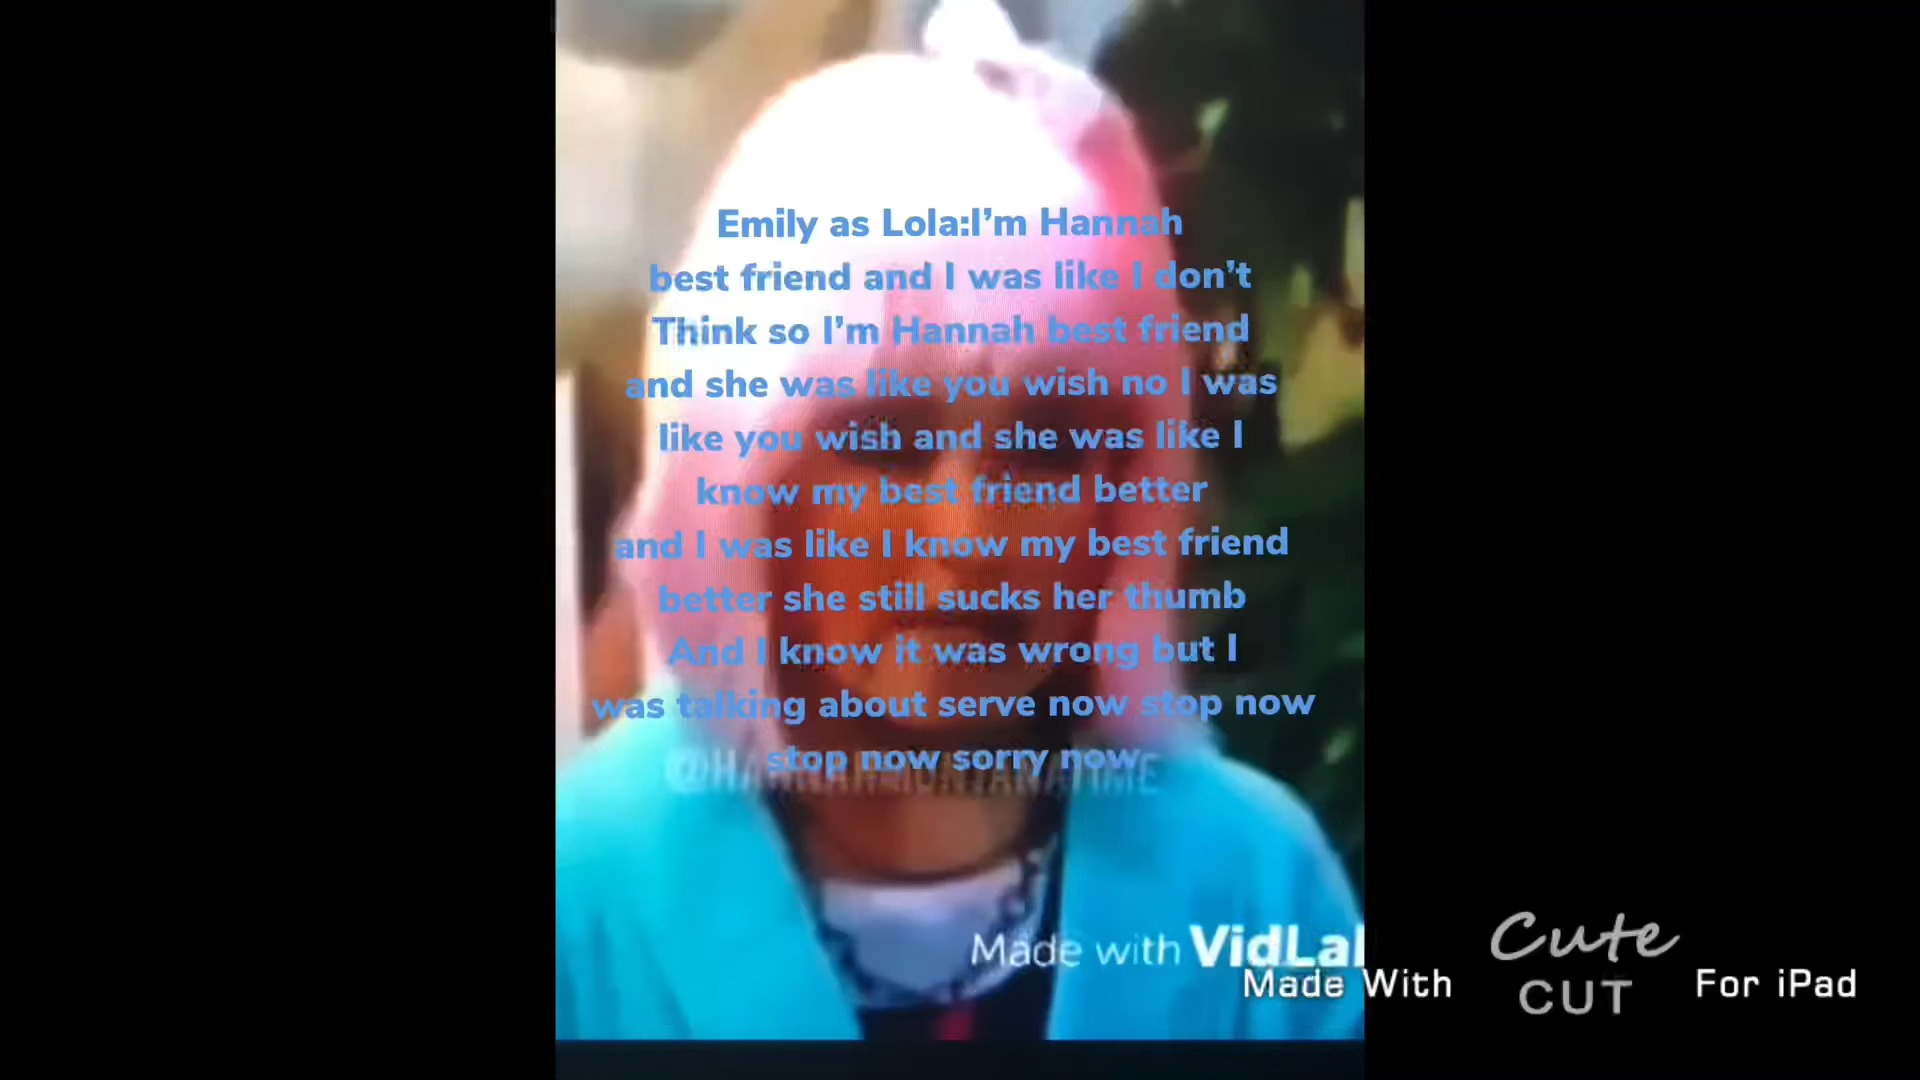 Emily as Lola:I'm Hannah
best friend and I was like I don't
Think so I'm Hannah best friend
and she was like you wish no I was
like you wish and she was like I
know my best friend better
and I was like I know my best friend
better she still sucks her thumb
And I know it was wrong but I
was talking about serve now stop now
stop now sorry now
@HANNAHMONTANATIME
Made with VidLal
Made With Cute CUT For iPad